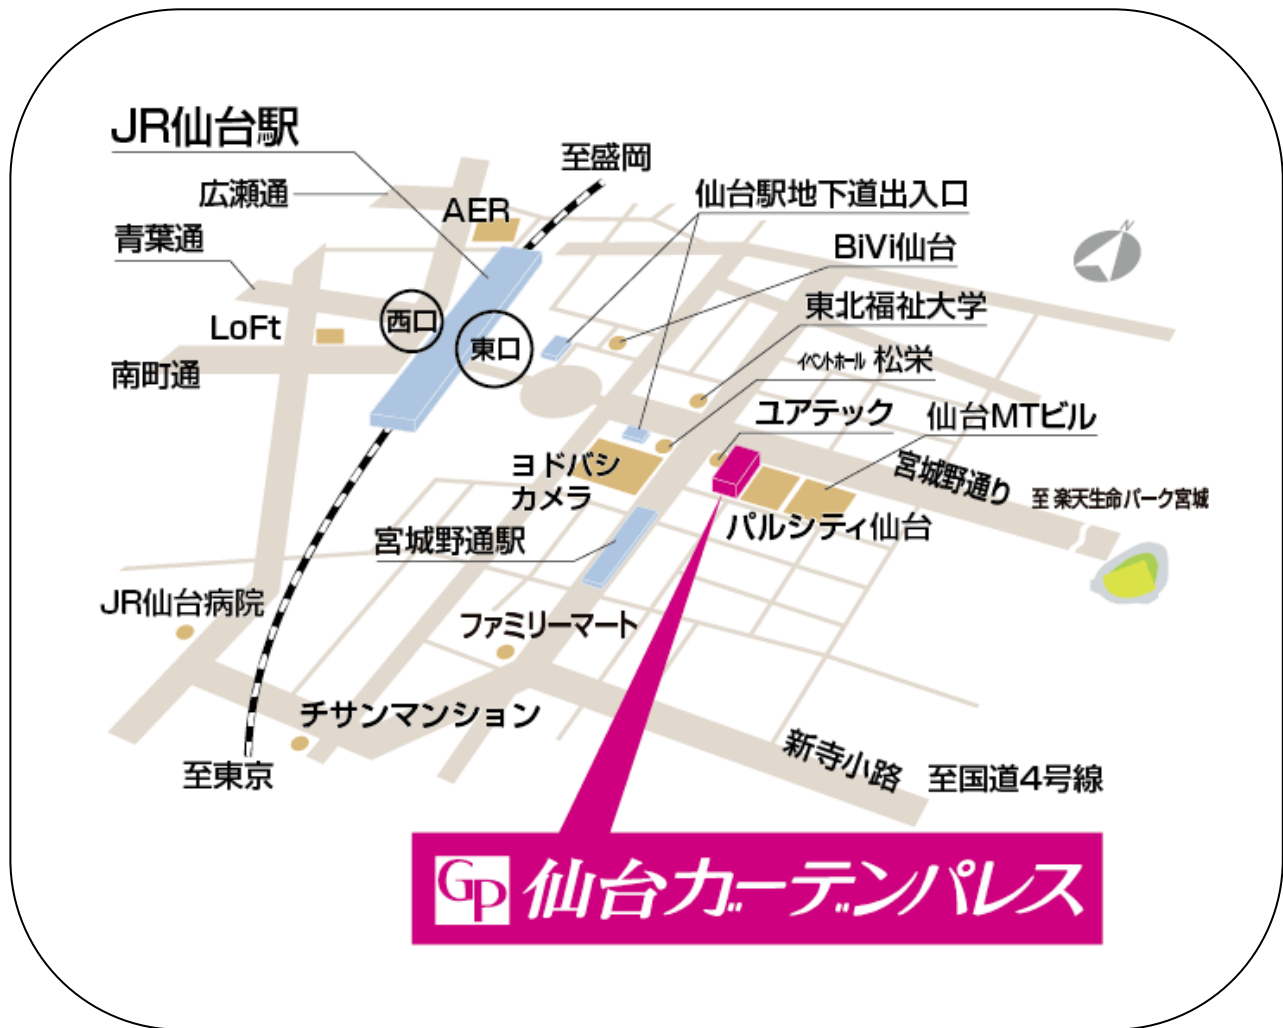 JR仙台駅
至盛岡
広瀬通
仙台駅地下道出入口
AER
青葉通
BiVi仙台
N
東北福祉大学
LoFt
西口
東口
イベントホール 松栄
南町通
ユアテック
仙台MTビル
ヨドバシ
カメラ
宮城野通り
至 楽天生命パーク宮城
パルシティ仙台
宮城野通駅
JR仙台病院
ファミリーマート
チサンマンション
新寺小路
至国道4号線
至東京
GP 仙台ガーデンパレス